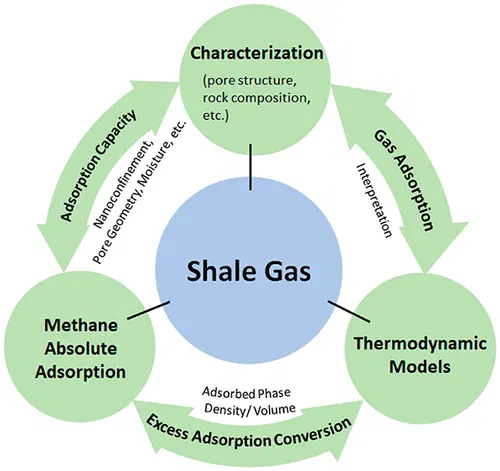 Characterization
(pore structure,
rock composition,
etc.)
Adsorption Capacity
Nanoconfinement,
Pore Geometry, Moisture, etc.
Gas Adsorption
Interpretation
Shale Gas
Methane
Absolute
Adsorption
Thermodynamic
Models
Adsorbed Phase
Density/ Volume
Excess Adsorption Conversion